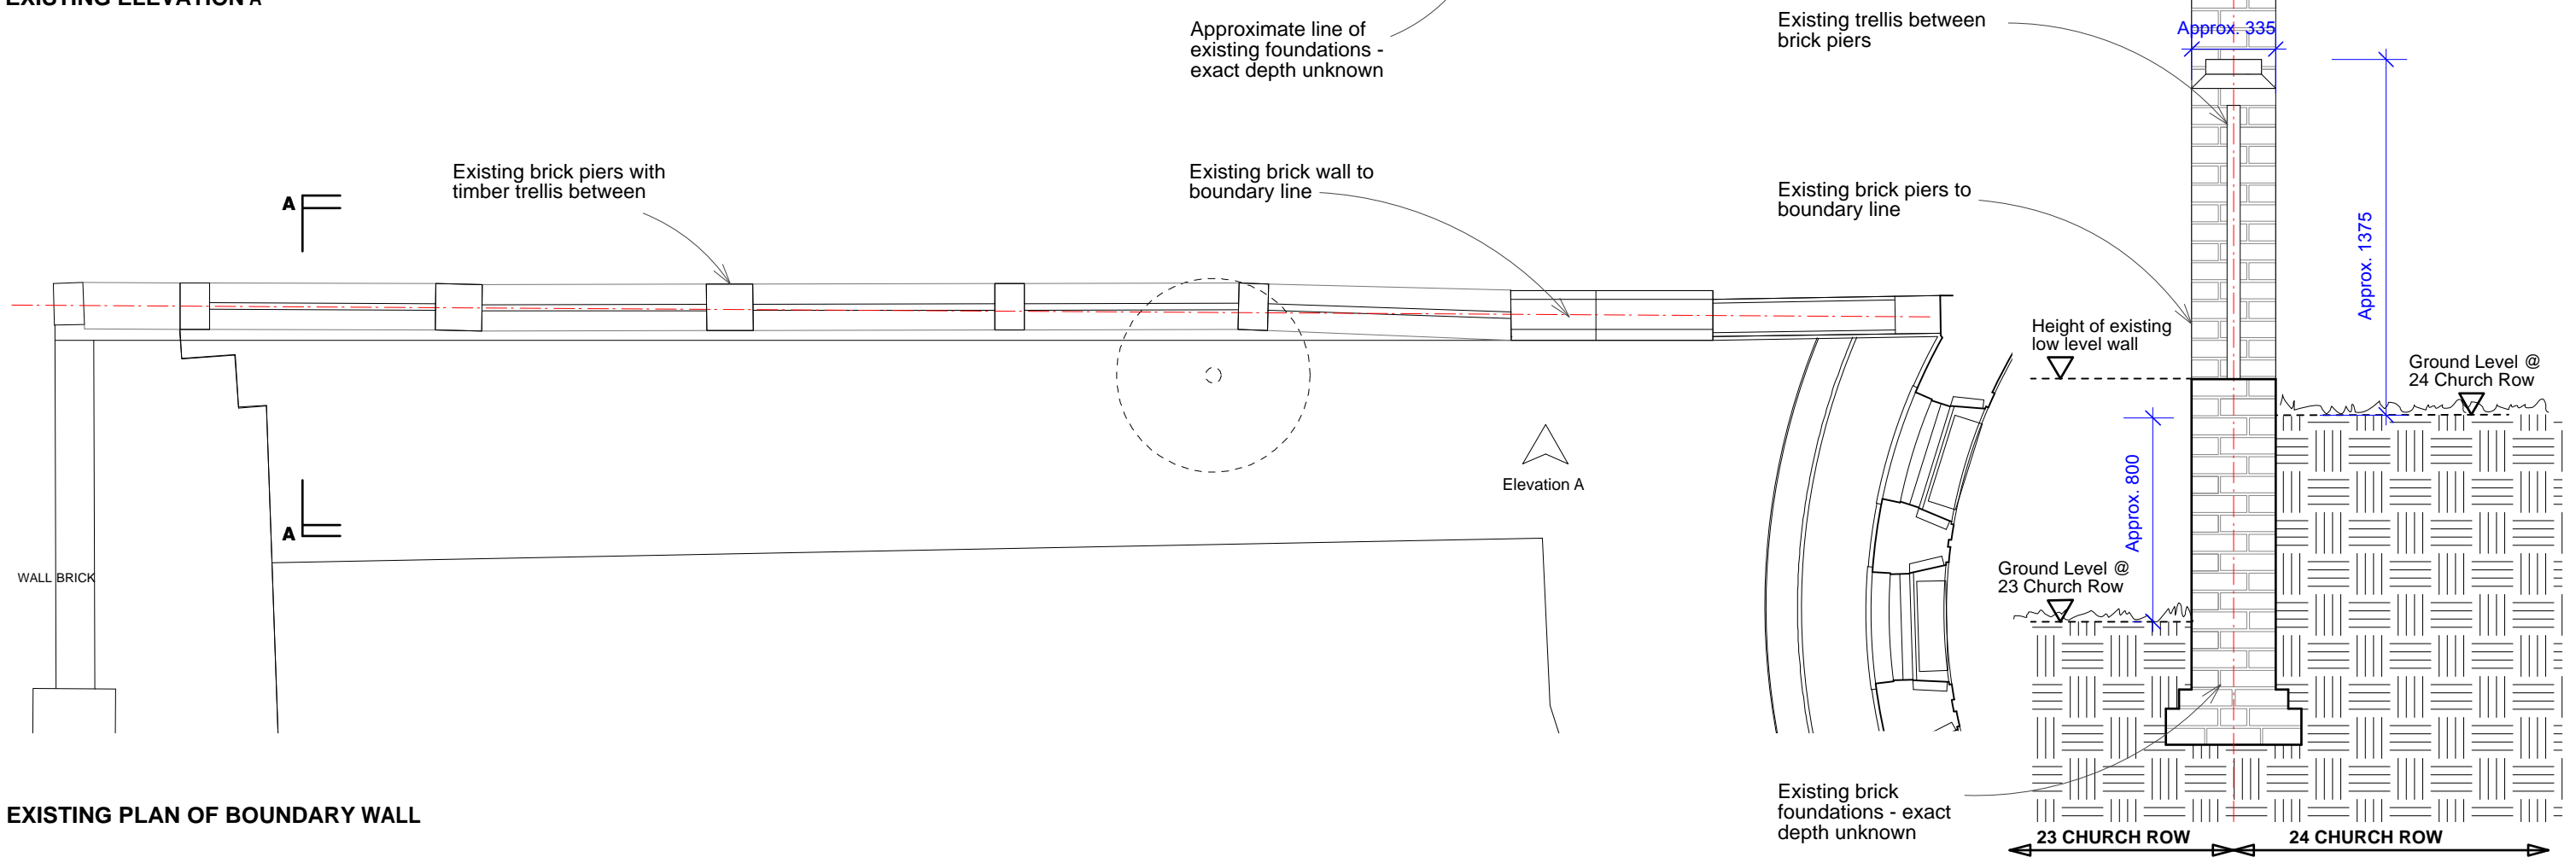 EXISTING ELEVATION A
Approximate line of
existing foundations -
exact depth unknown
Existing trellis between
brick piers
Approx. 335
Existing brick piers with
timber trellis between
Existing brick wall to
boundary line
Existing brick piers to
boundary line
A
Approx. 1375
Height of existing
low level wall
Ground Level @
24 Church Row
Elevation A
Approx. 800
A
WALL BRICK
Ground Level @
23 Church Row
Existing brick
foundations - exact
depth unknown
EXISTING PLAN OF BOUNDARY WALL
23 CHURCH ROW
24 CHURCH ROW